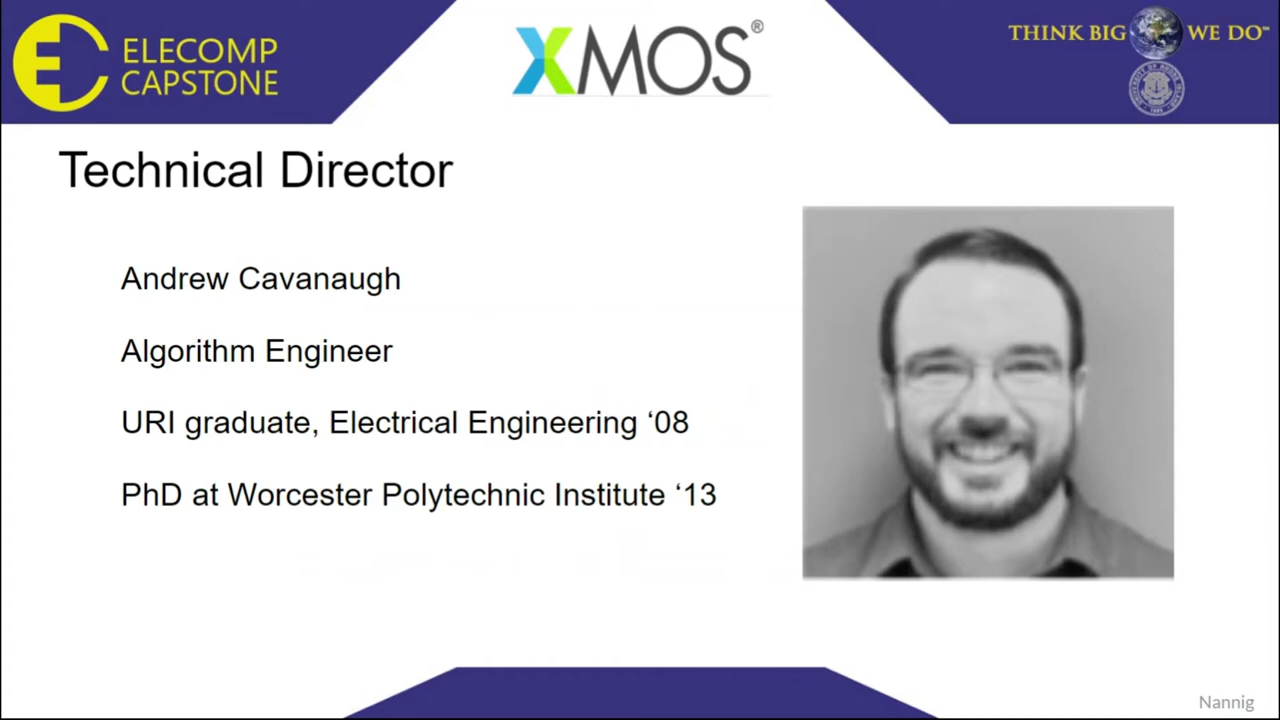 ELECOMP
CAPSTONE
XMOS®
THINK BIG WE DO™
Technical Director
Andrew Cavanaugh
Algorithm Engineer
URI graduate, Electrical Engineering ‘08
PhD at Worcester Polytechnic Institute ‘13
Nannig